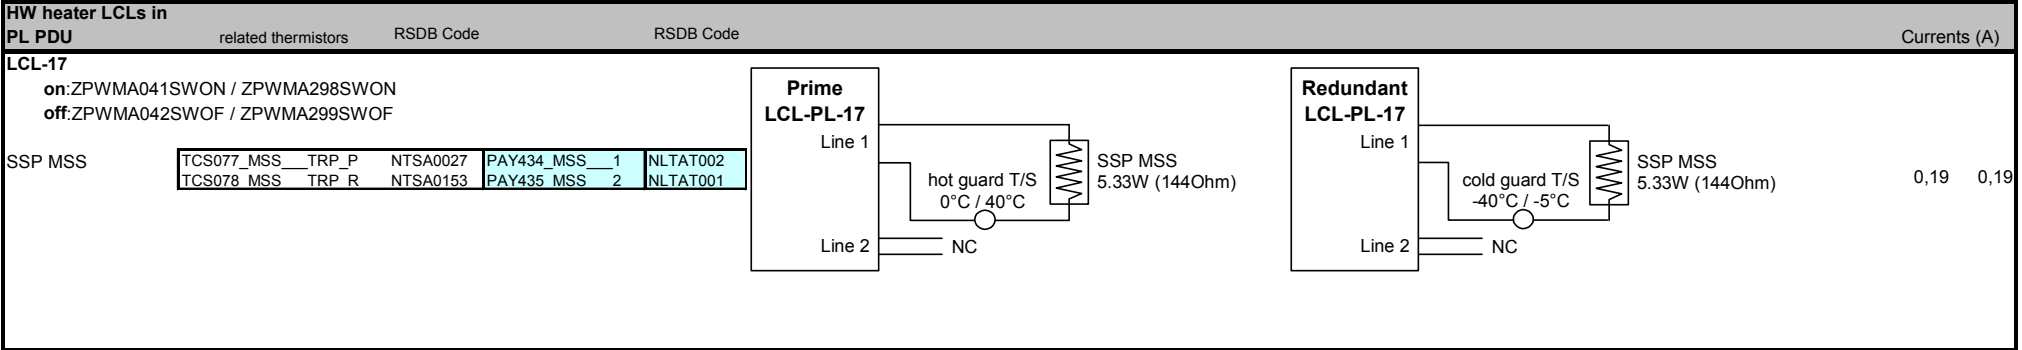 HW heater LCLs in
PL PDU related thermistors RSDB Code RSDB Code Currents (A)
LCL-17
on:ZPWMA041SWON / ZPWMA298SWON
off:ZPWMA042SWOF / ZPWMA299SWOF
SSP MSS
TCS077_MSS___TRP_P NTSA0027 PAY434_MSS___1 NLTAT002
TCS078_MSS___TRP_R NTSA0153 PAY435_MSS___2 NLTAT001
Prime
LCL-PL-17
Line 1
hot guard T/S
0°C / 40°C
SSP MSS
5.33W (144Ohm)
Line 2
NC
Redundant
LCL-PL-17
Line 1
cold guard T/S
-40°C / -5°C
SSP MSS
5.33W (144Ohm)
Line 2
NC
0,19 0,19